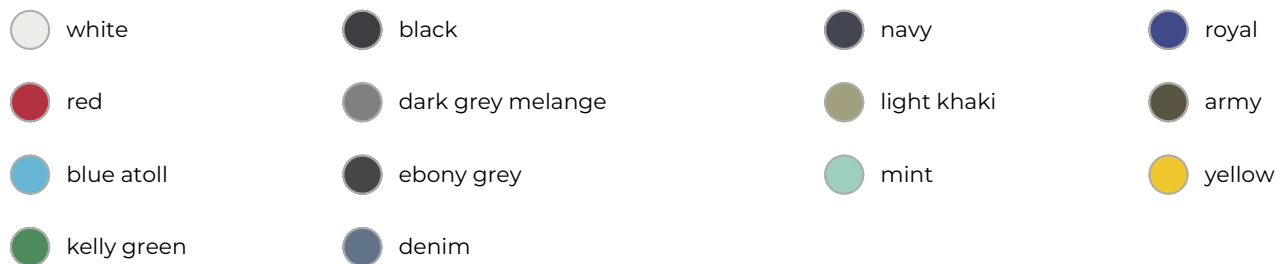 white
black
navy
royal
red
dark grey melange
light khaki
army
blue atoll
ebony grey
mint
yellow
kelly green
denim